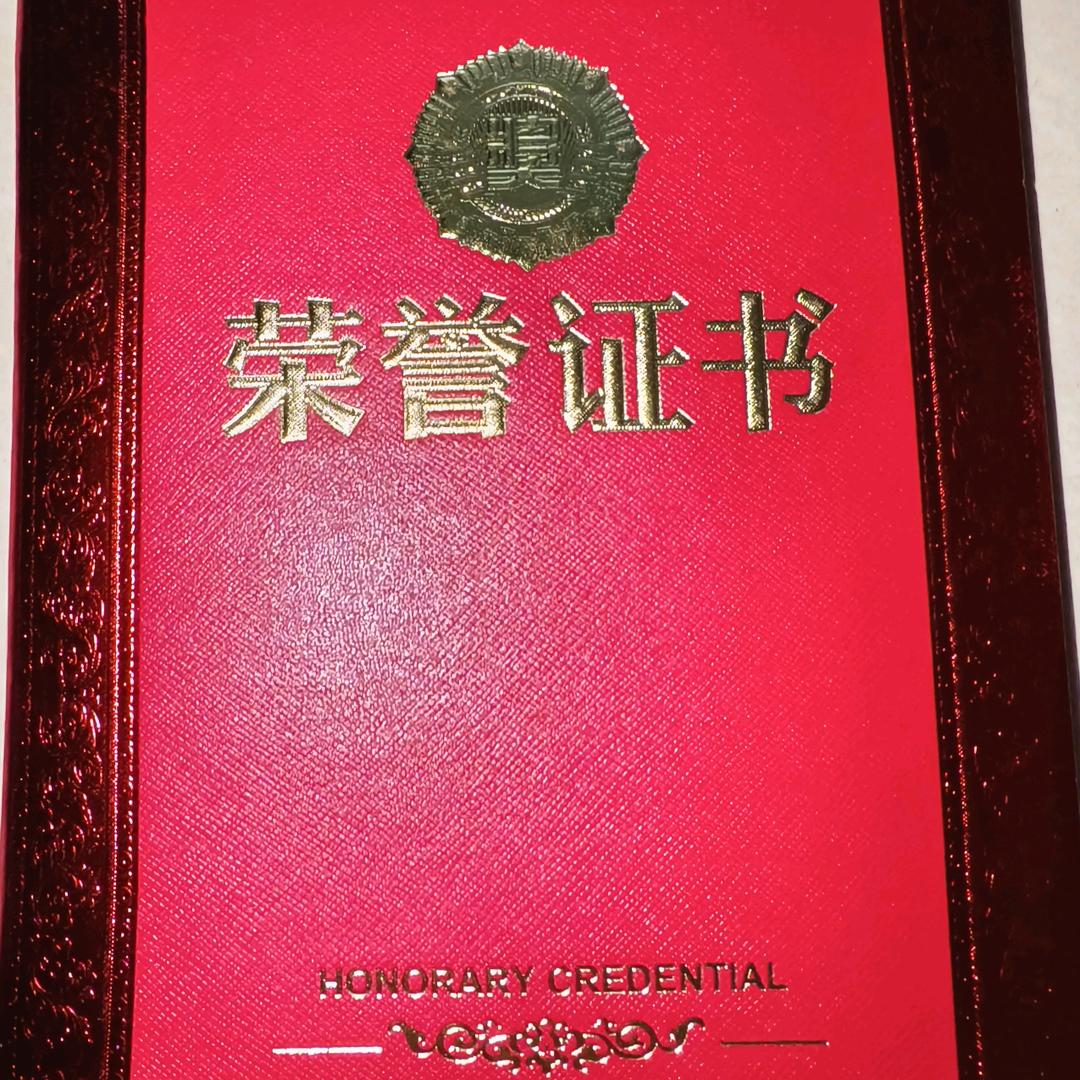 荣誉证书
HONORARY CREDENTIAL